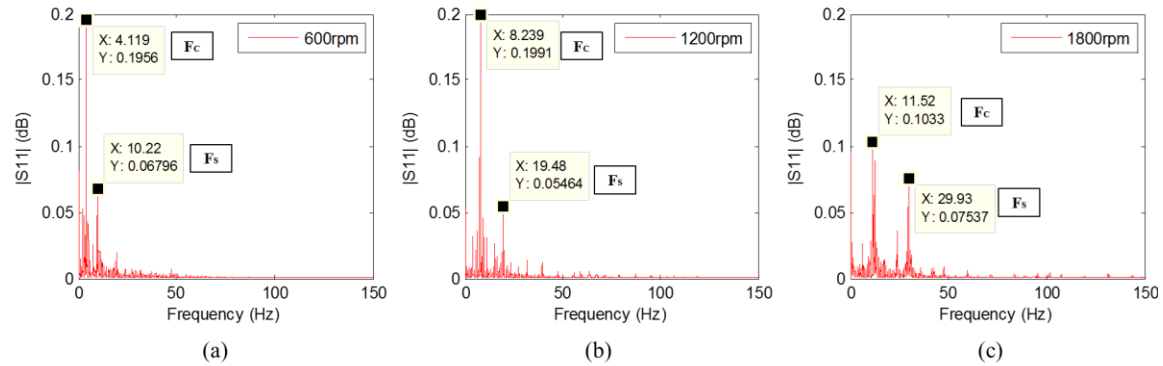 0.2
0.15
0.1
0.05
0
|S11| (dB)
X: 4.119
Y: 0.1956
FC
600rpm
X: 10.22
Y: 0.06796
FS
0
50
100
150
Frequency (Hz)
(a)
0.2
0.15
0.1
0.05
0
|S11| (dB)
X: 8.239
Y: 0.1991
FC
1200rpm
X: 19.48
Y: 0.05464
FS
0
50
100
150
Frequency (Hz)
(b)
0.2
0.15
0.1
0.05
0
|S11| (dB)
1800rpm
X: 11.52
Y: 0.1033
FC
X: 29.93
Y: 0.07537
FS
0
50
100
150
Frequency (Hz)
(c)